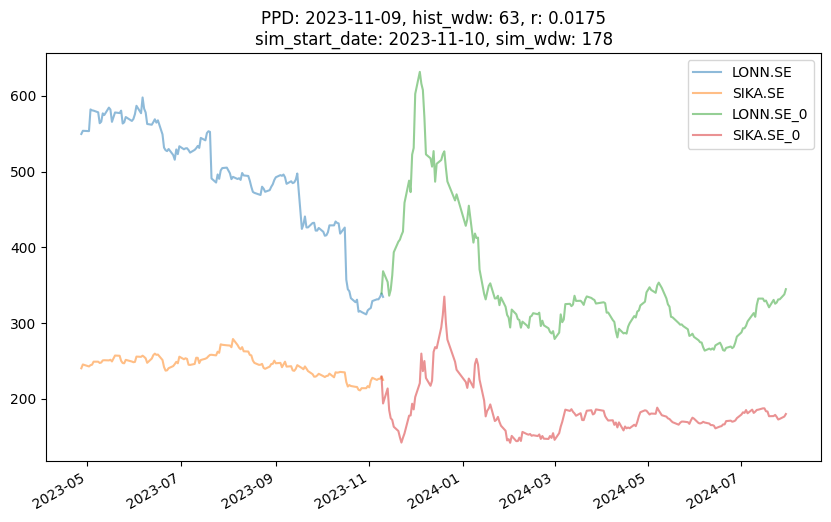 PPD: 2023-11-09, hist_wdw: 63, r: 0.0175
sim_start_date: 2023-11-10, sim_wdw: 178
LONN.SE
SIKA.SE
LONN.SE_0
SIKA.SE_0
600
500
400
300
200
2023-05
2023-07
2023-09
2023-11
2024-01
2024-03
2024-05
2024-07